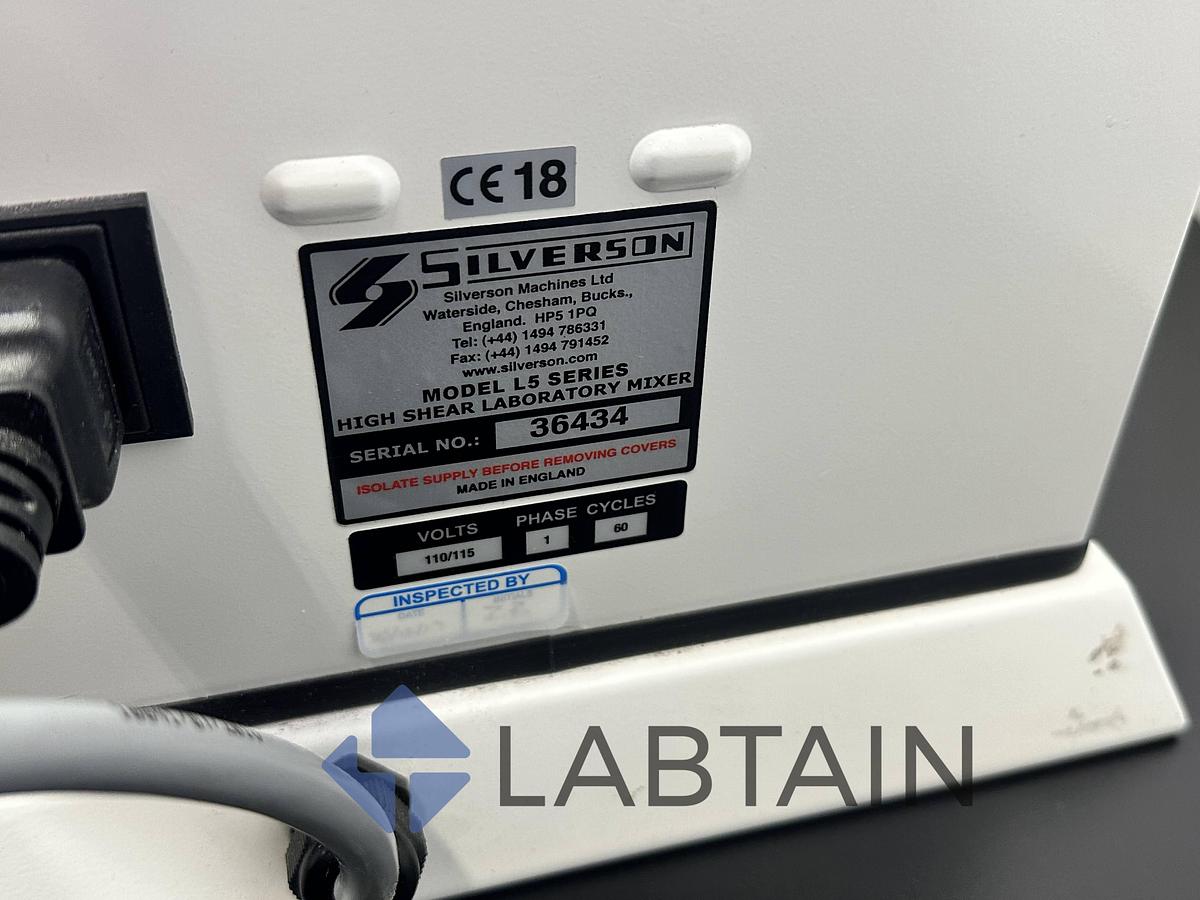 CE 18
SILVERSON
Silverson Machines Ltd
Waterside, Chesham, Bucks.,
England. HP5 1PQ
Tel: (+44) 1494 786331
Fax: (+44) 1494 791452
www.silverson.com
MODEL L5 SERIES
HIGH SHEAR LABORATORY MIXER
SERIAL NO.: 36434
ISOLATE SUPPLY BEFORE REMOVING COVERS
MADE IN ENGLAND
VOLTS PHASE CYCLES
110/115 1 60
INSPECTED BY
DATE INITIALS
LABTAIN